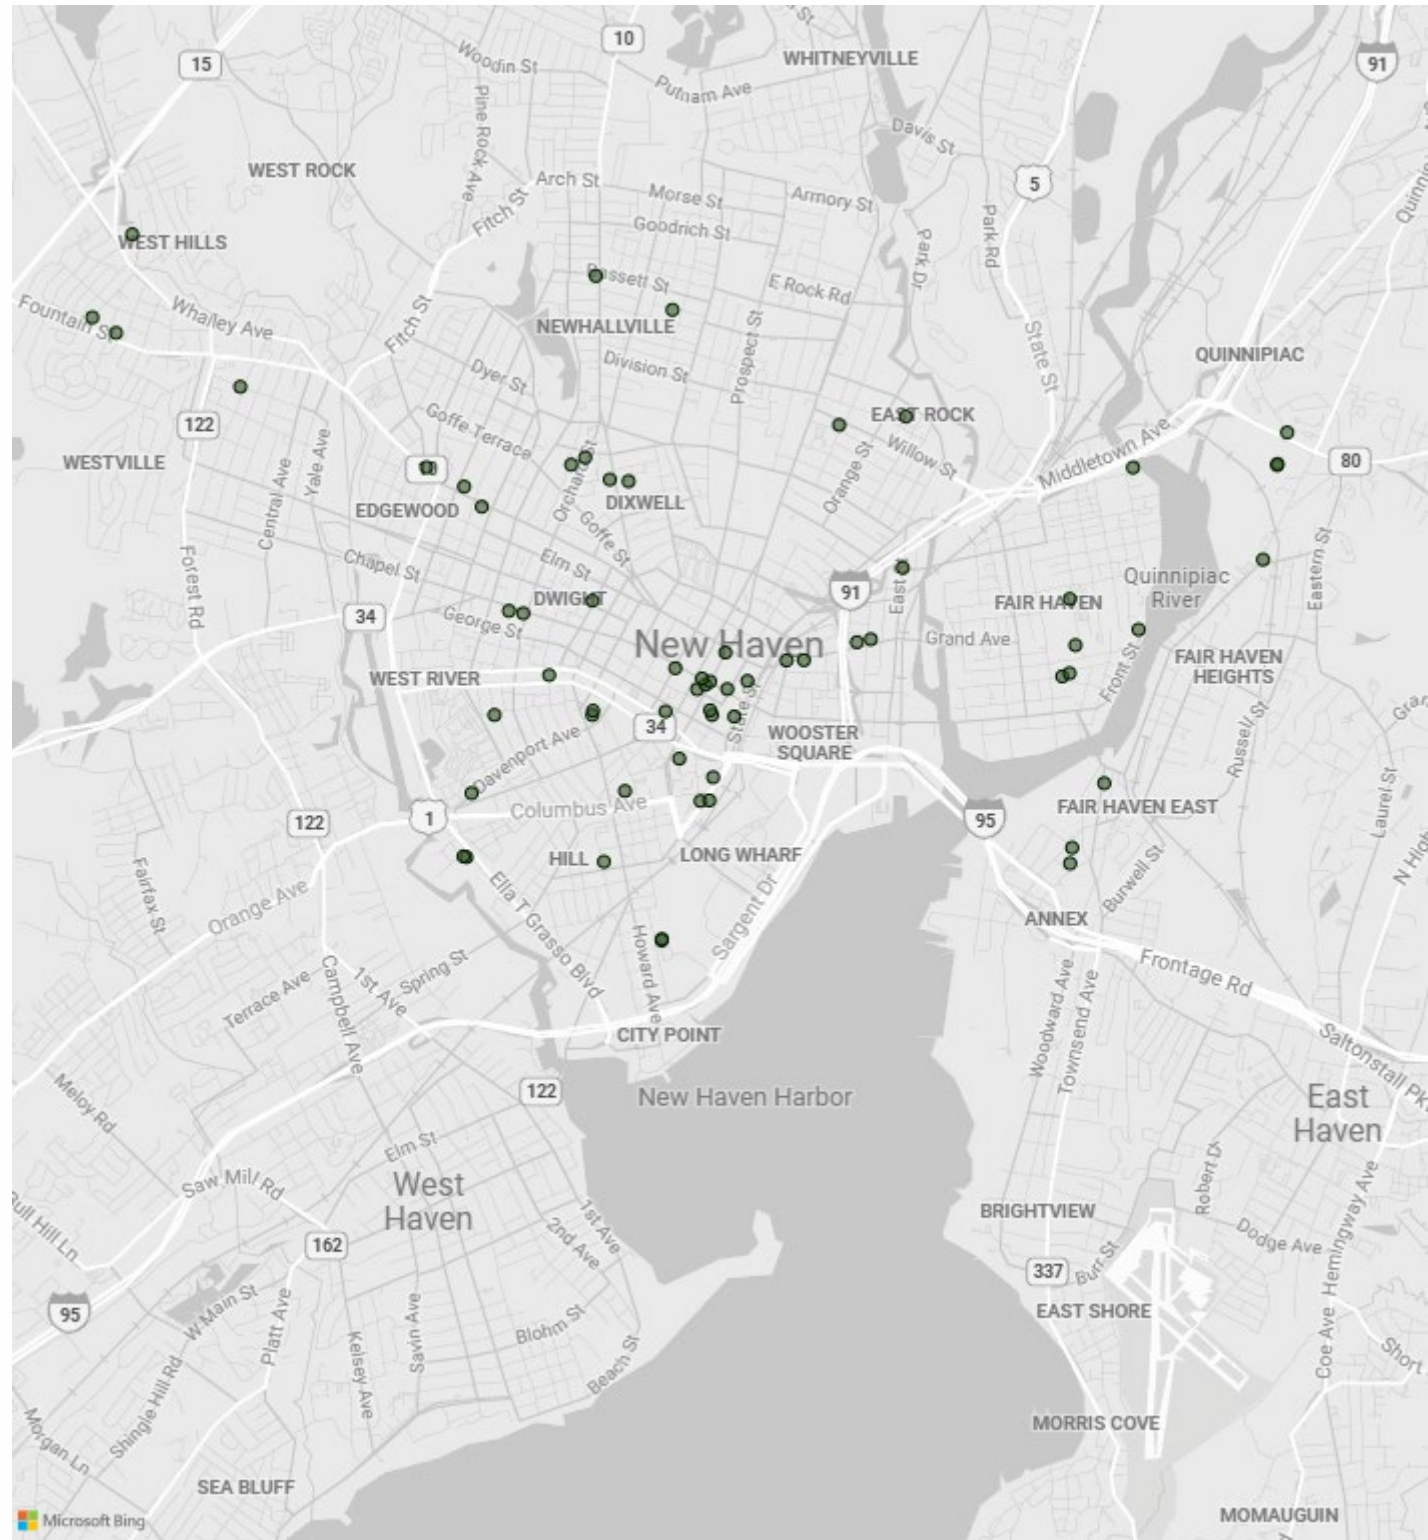 10
WHITNEYVILLE
15
91
Woodin St
Putnam Ave
Pine Rock Ave
Davis St
WEST ROCK
Arch St
5
Morse St
Armory St
Fitch St
Goodrich St
Park Rd
Park Dr
WEST HILLS
Bassett St
E Rock Rd
Fountain St
Whalley Ave
Fitch St
NEWHALLVILLE
Prospect St
State St
QUINNIPIAC
Dyer St
Division St
122
Goffe Terrace
EAST ROCK
Willow St
Middletown Ave
WESTVILLE
Central Ave
Yale Ave
10
Orchard St
Orange St
80
EDGEWOOD
DIXWELL
Goffe St
Chapel St
Elm St
Forest Rd
91
East
Quinnipiac
River
Eastern St
DWIGHT
FAIR HAVEN
34
George St
New Haven
Grand Ave
Front St
FAIR HAVEN
HEIGHTS
WEST RIVER
State St
34
WOOSTER
SQUARE
Russell St
Davenport Ave
Columbus Ave
FAIR HAVEN EAST
Laurel St
122
1
95
HILL
LONG WHARF
Fairfax St
Orange Ave
Ella T Grasso Blvd
Sargent Dr
Burwell St
ANNEX
Howard Ave
Frontage Rd
Spring St
1st Ave
Terrace Ave
Campbell Ave
Woodward Ave
Townsend Ave
CITY POINT
Saltonstall Pk
Meloy Rd
122
New Haven Harbor
East
Haven
Elm St
Saw Mill Rd
West
Haven
1st Ave
2nd Ave
Robert Dr
BRIGHTVIEW
Bull Hill Ln
162
Dodge Ave
Hemingway Ave
337
Burr St
95
W Main St
Platt Ave
Savin Ave
Blohm St
EAST SHORE
Kelsey Ave
Beach St
Coe Ave
Short
Shingle Hill Rd
Morgan Ln
MORRIS COVE
SEA BLUFF
Microsoft Bing
MOMAUGUIN